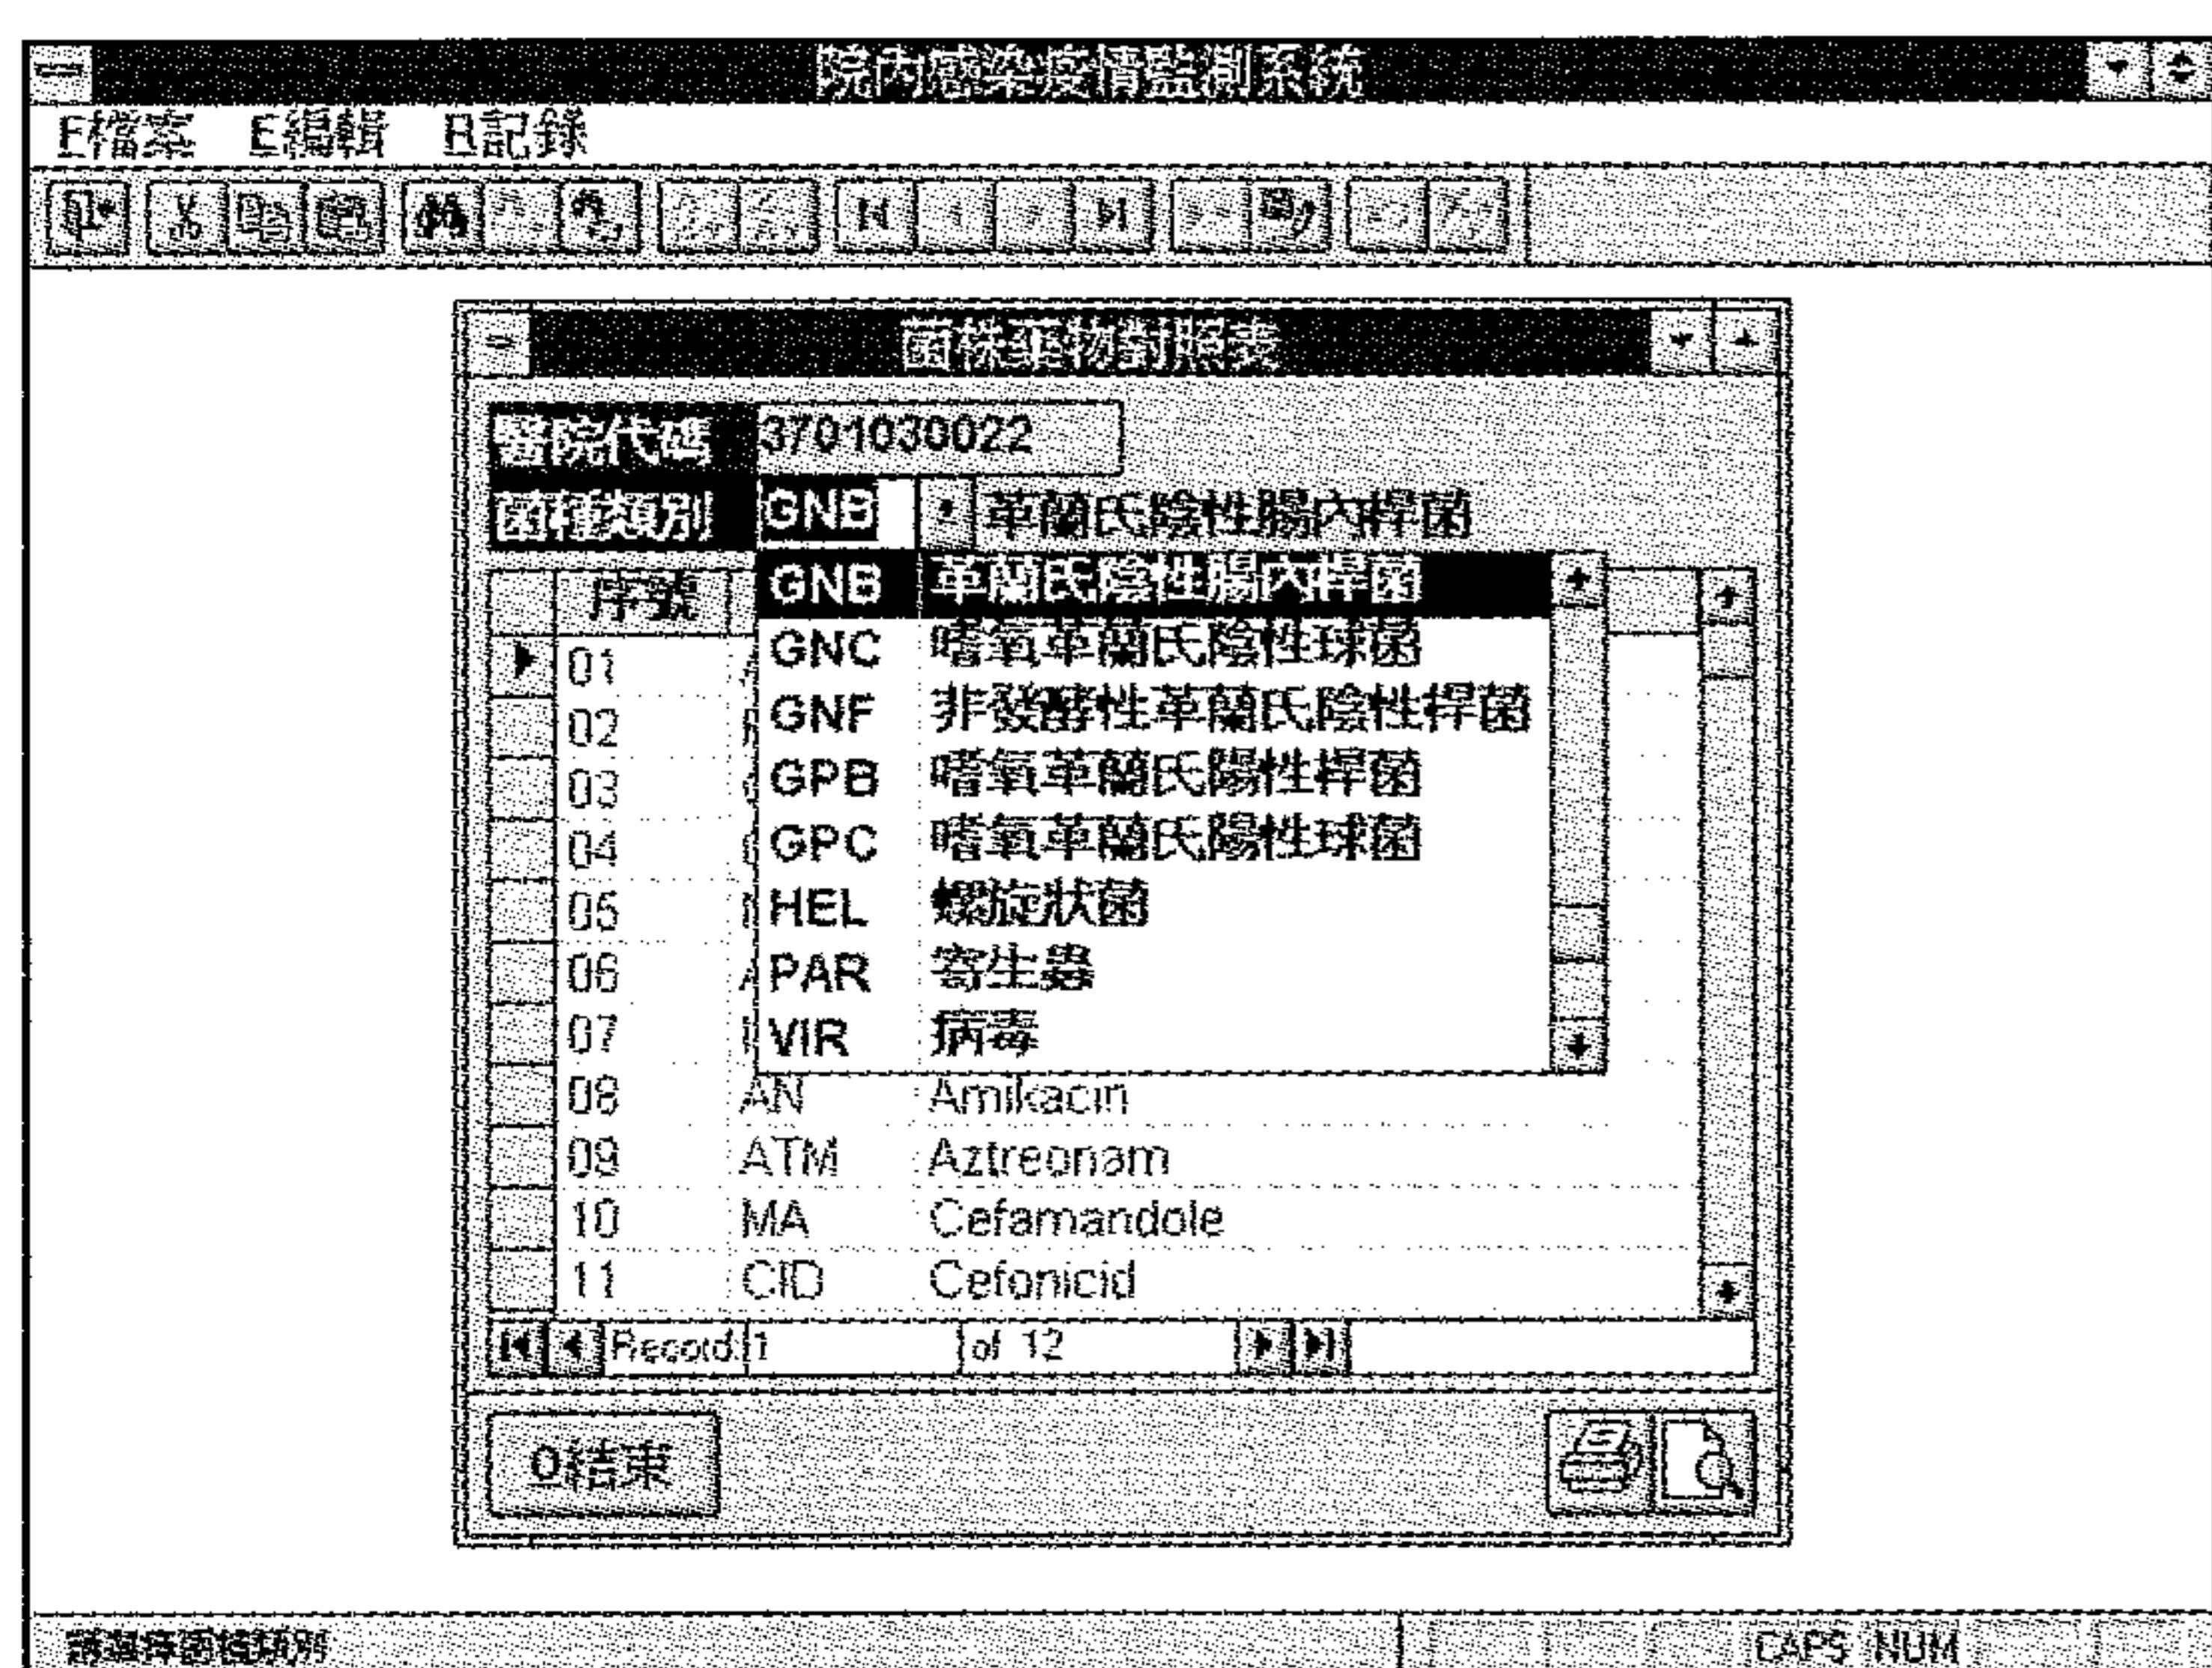 院內感染疫情監測系統
F檔案 E編輯 R記錄
菌株藥物對照表
醫院代碼 3701030022
菌種類別 GNB 革蘭氏陰性腸內桿菌
序號
GNB 革蘭氏陰性腸內桿菌
01 GNC 嗜氧革蘭氏陰性球菌
02 GNF 非發酵性革蘭氏陰性桿菌
03 GPB 嗜氧革蘭氏陽性桿菌
04 GPC 嗜氧革蘭氏陽性球菌
05 HEL 螺旋狀菌
06 PAR 寄生蟲
07 VIR 病毒
08 AN Amikacin
09 ATM Aztreonam
10 MA Cefamandole
11 CID Cefonicid
Record: 1 of 12
0結束
請選擇菌種類別 CAPS NUM